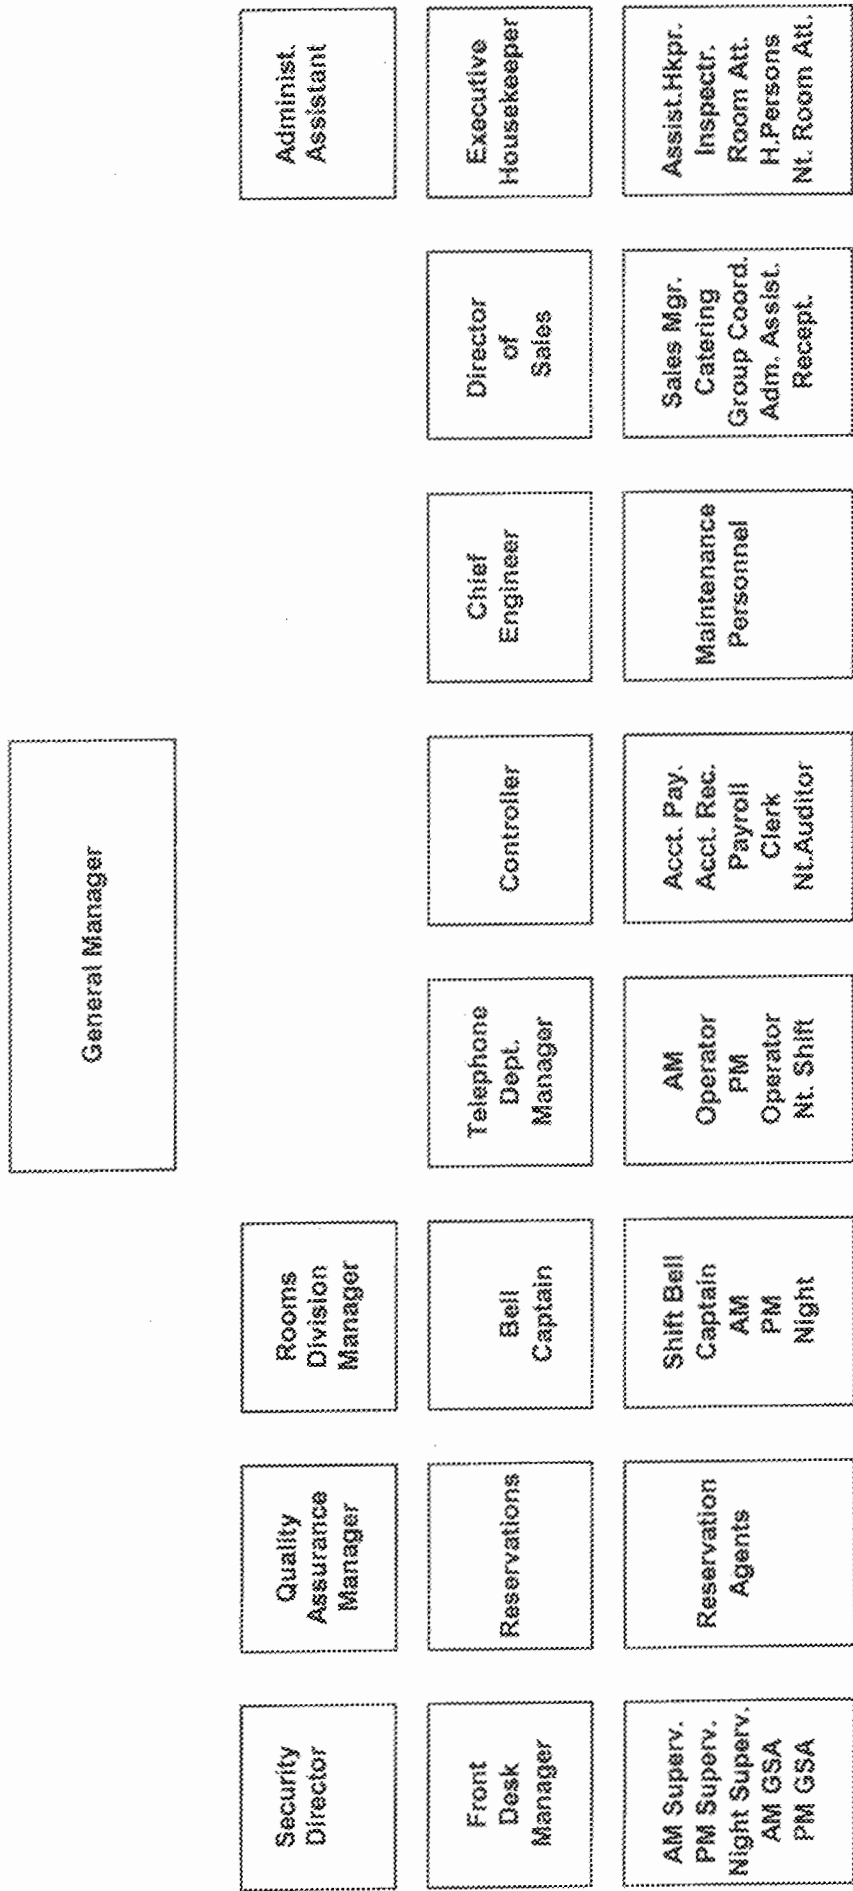 General Manager
Security
Director
Quality
Assurance
Manager
Rooms
Division
Manager
Administ.
Assistant
Front
Desk
Manager
Reservations
Bell
Captain
Telephone
Dept.
Manager
Controller
Chief
Engineer
Director
of
Sales
Executive
Housekeeper
AM Superv.
PM Superv.
Night Superv.
AM GSA
PM GSA
Reservation
Agents
Shift Bell
Captain
AM
PM
Night
AM
Operator
PM
Operator
Nt. Shift
Acct. Pay.
Acct. Rec.
Payroll
Clerk
Nt.Auditor
Maintenance
Personnel
Sales Mgr.
Catering
Group Coord.
Adm. Assist.
Recept.
Assist.Hkpr.
Inspectr.
Room Att.
H.Persons
Nt. Room Att.